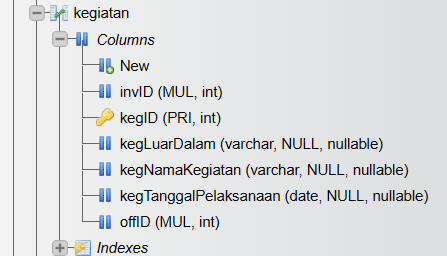 kegiatan
Columns
New
invID (MUL, int)
kegID (PRI, int)
kegLuarDalam (varchar, NULL, nullable)
kegNamaKegiatan (varchar, NULL, nullable)
kegTanggalPelaksanaan (date, NULL, nullable)
offID (MUL, int)
Indexes